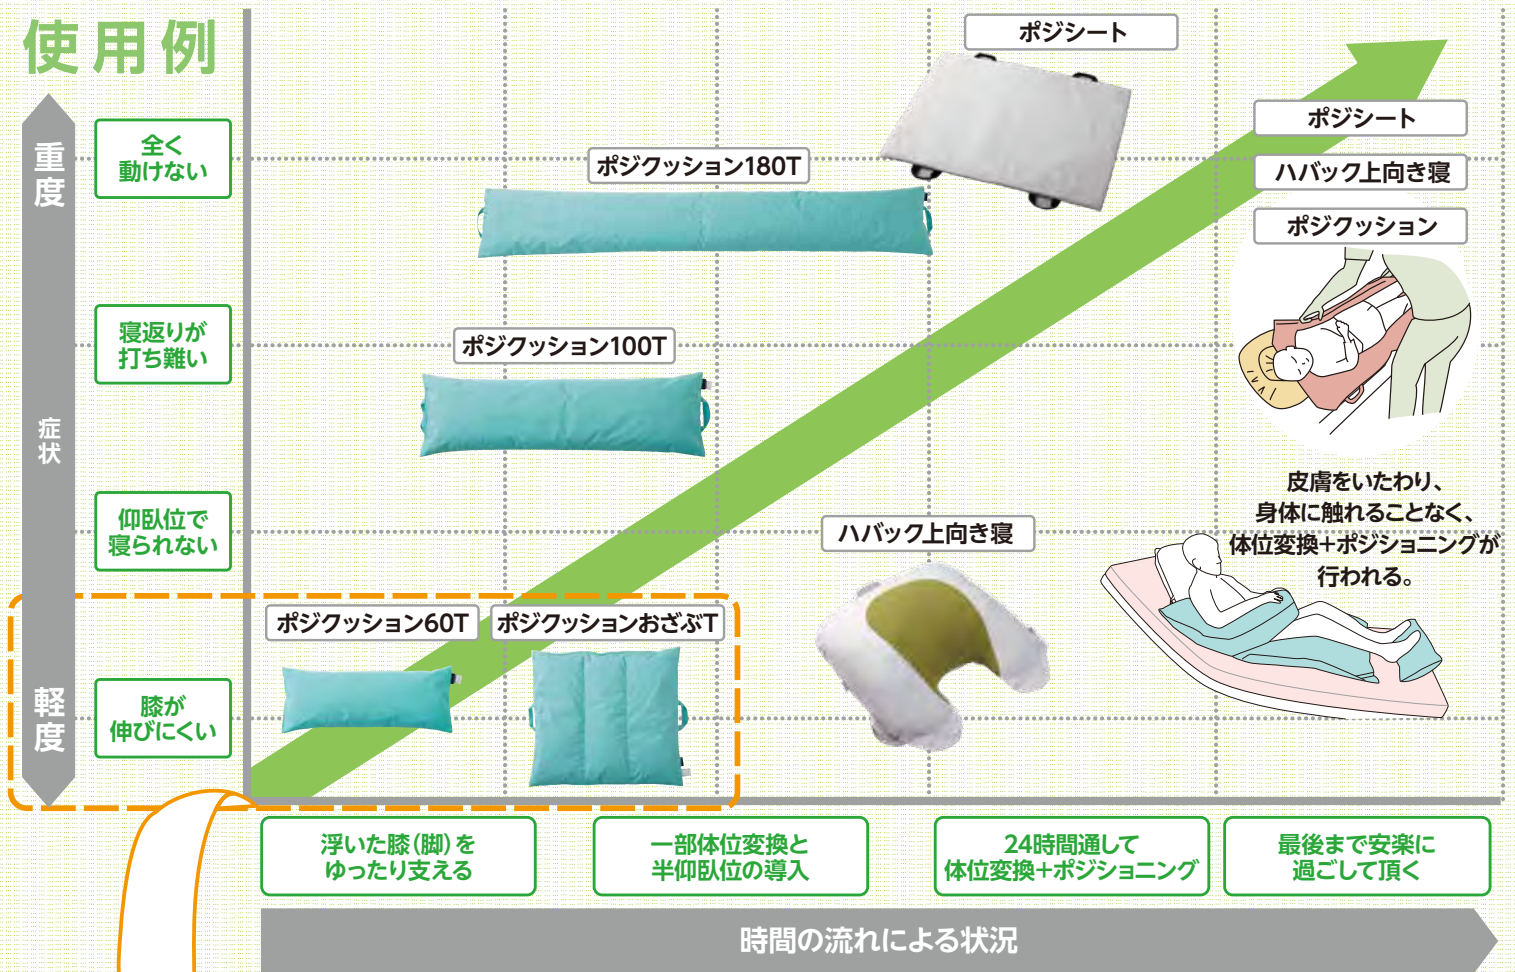 使用例
重度
症状
軽度
全く
動けない
寝返りが
打ち難い
仰臥位で
寝られない
膝が
伸びにくい
ポジシート
ポジクッション180T
ポジクッション100T
ポジクッション60T
ポジクッションおざぶT
ハバック上向き寝
ポジシート
ハバック上向き寝
ポジクッション
皮膚をいたわり、
身体に触れることなく、
体位変換+ポジショニングが
行われる。
浮いた膝(脚)を
ゆったり支える
一部体位変換と
半仰臥位の導入
24時間通して
体位変換+ポジショニング
最後まで安楽に
過ごして頂く
時間の流れによる状況